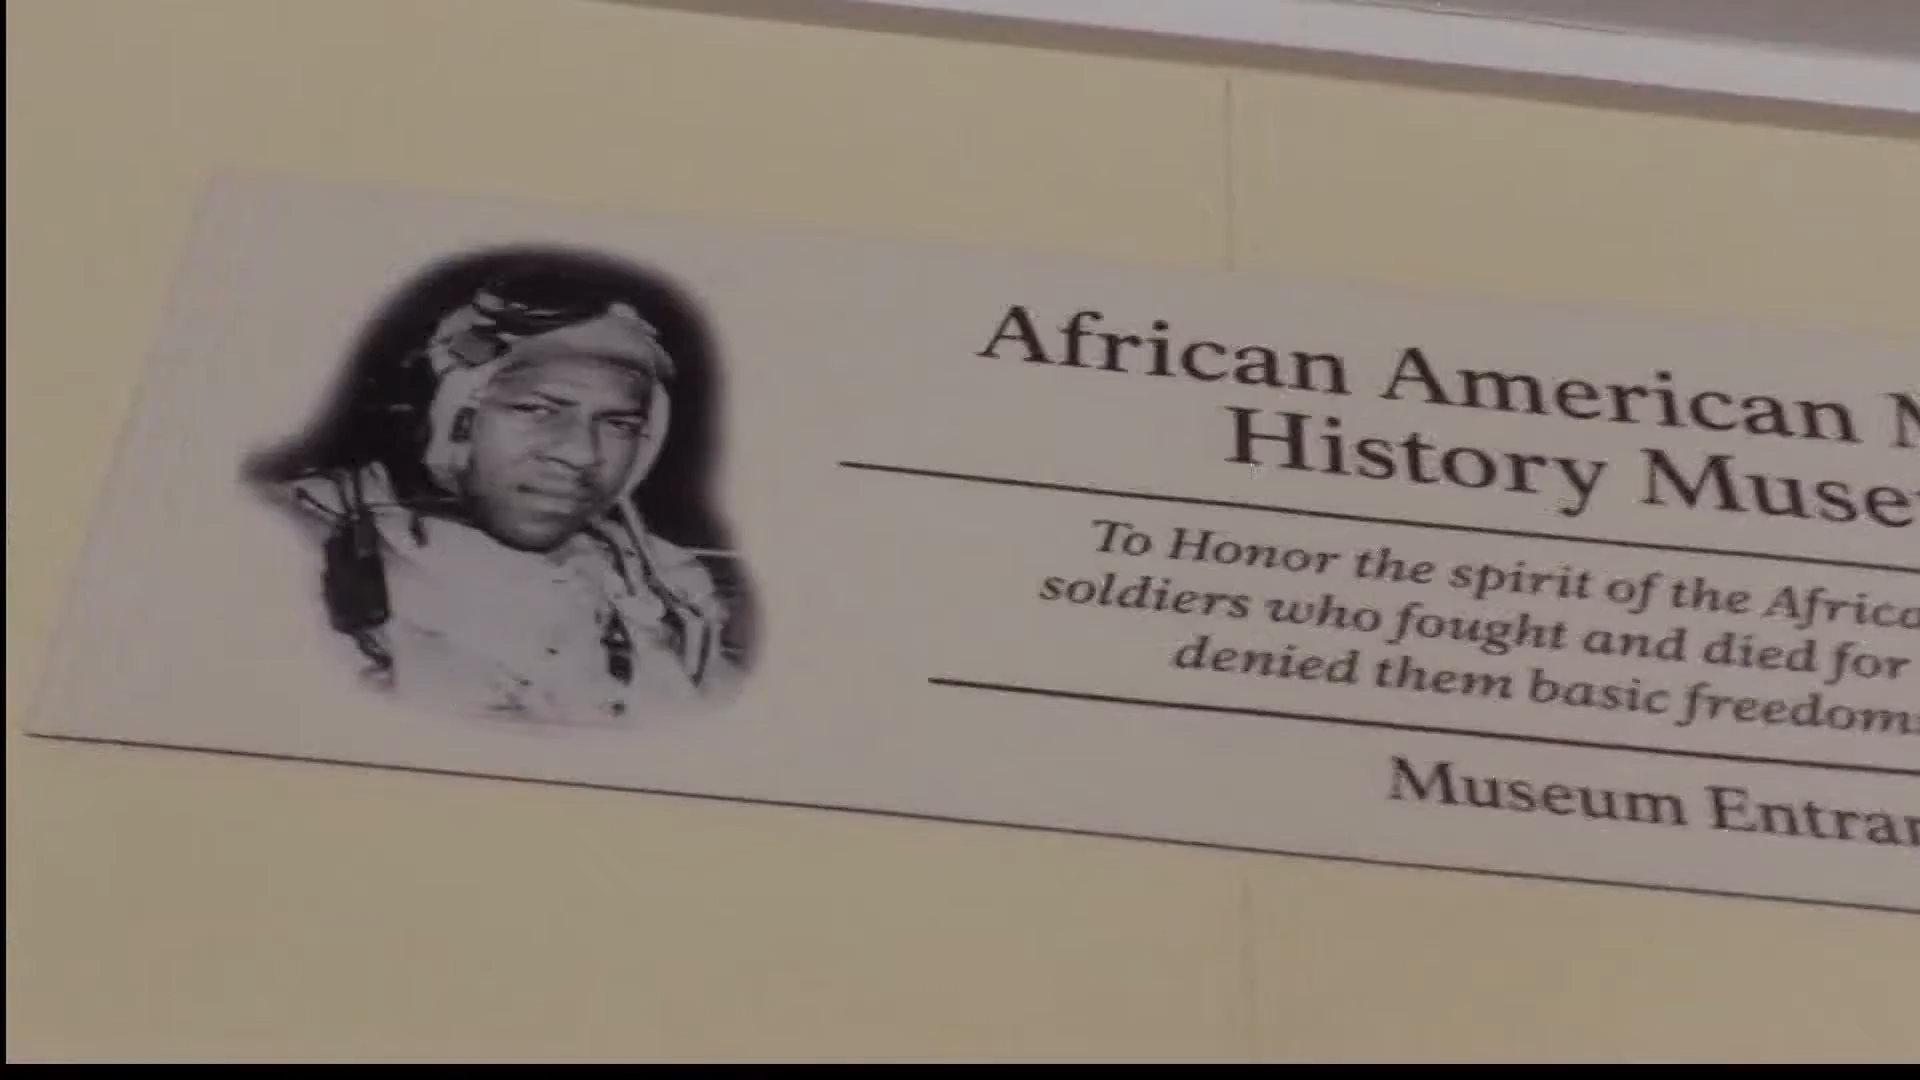 African American
History
To Honor the spirit of the
soldiers who fought and died for
denied them basic
Museum